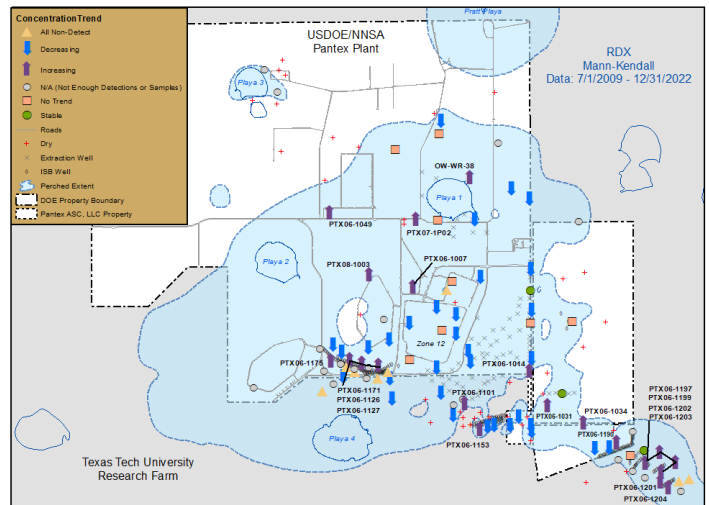 ConcentrationTrend
All Non-Detect
Decreasing
Increasing
N/A (Not Enough Detections or Samples)
No Trend
Stable
Roads
Dry
Extraction Well
ISB Well
Perched Extent
DOE Property Boundary
Pantex ASC, LLC Property
Pratt Playa
USDOE/NNSA
Pantex Plant
RDX
Mann-Kendall
Data: 7/1/2009 - 12/31/2022
Playa 3
OW-WR-38
Playa 1
PTX06-1049
PTX07-1P02
Playa 2
PTX08-1003
PTX06-1007
Zone 12
PTX06-1175
PTX06-1014
PTX06-1171
PTX06-1126
PTX06-1127
PTX06-1101
PTX06-1031
PTX06-1034
PTX06-1197
PTX06-1199
PTX06-1202
PTX06-1203
PTX06-1153
PTX06-1190
Playa 4
Texas Tech University
Research Farm
PTX06-1201
PTX06-1204